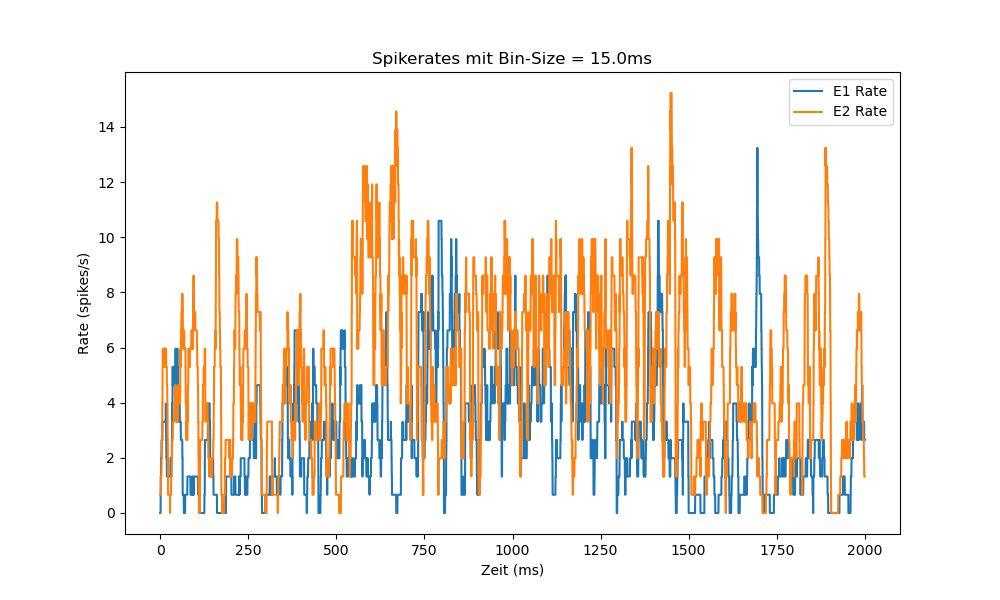 Spikerates mit Bin-Size = 15.0ms
E1 Rate
E2 Rate
Rate (spikes/s)
14
12
10
8
6
4
2
0
0 250 500 750 1000 1250 1500 1750 2000
Zeit (ms)